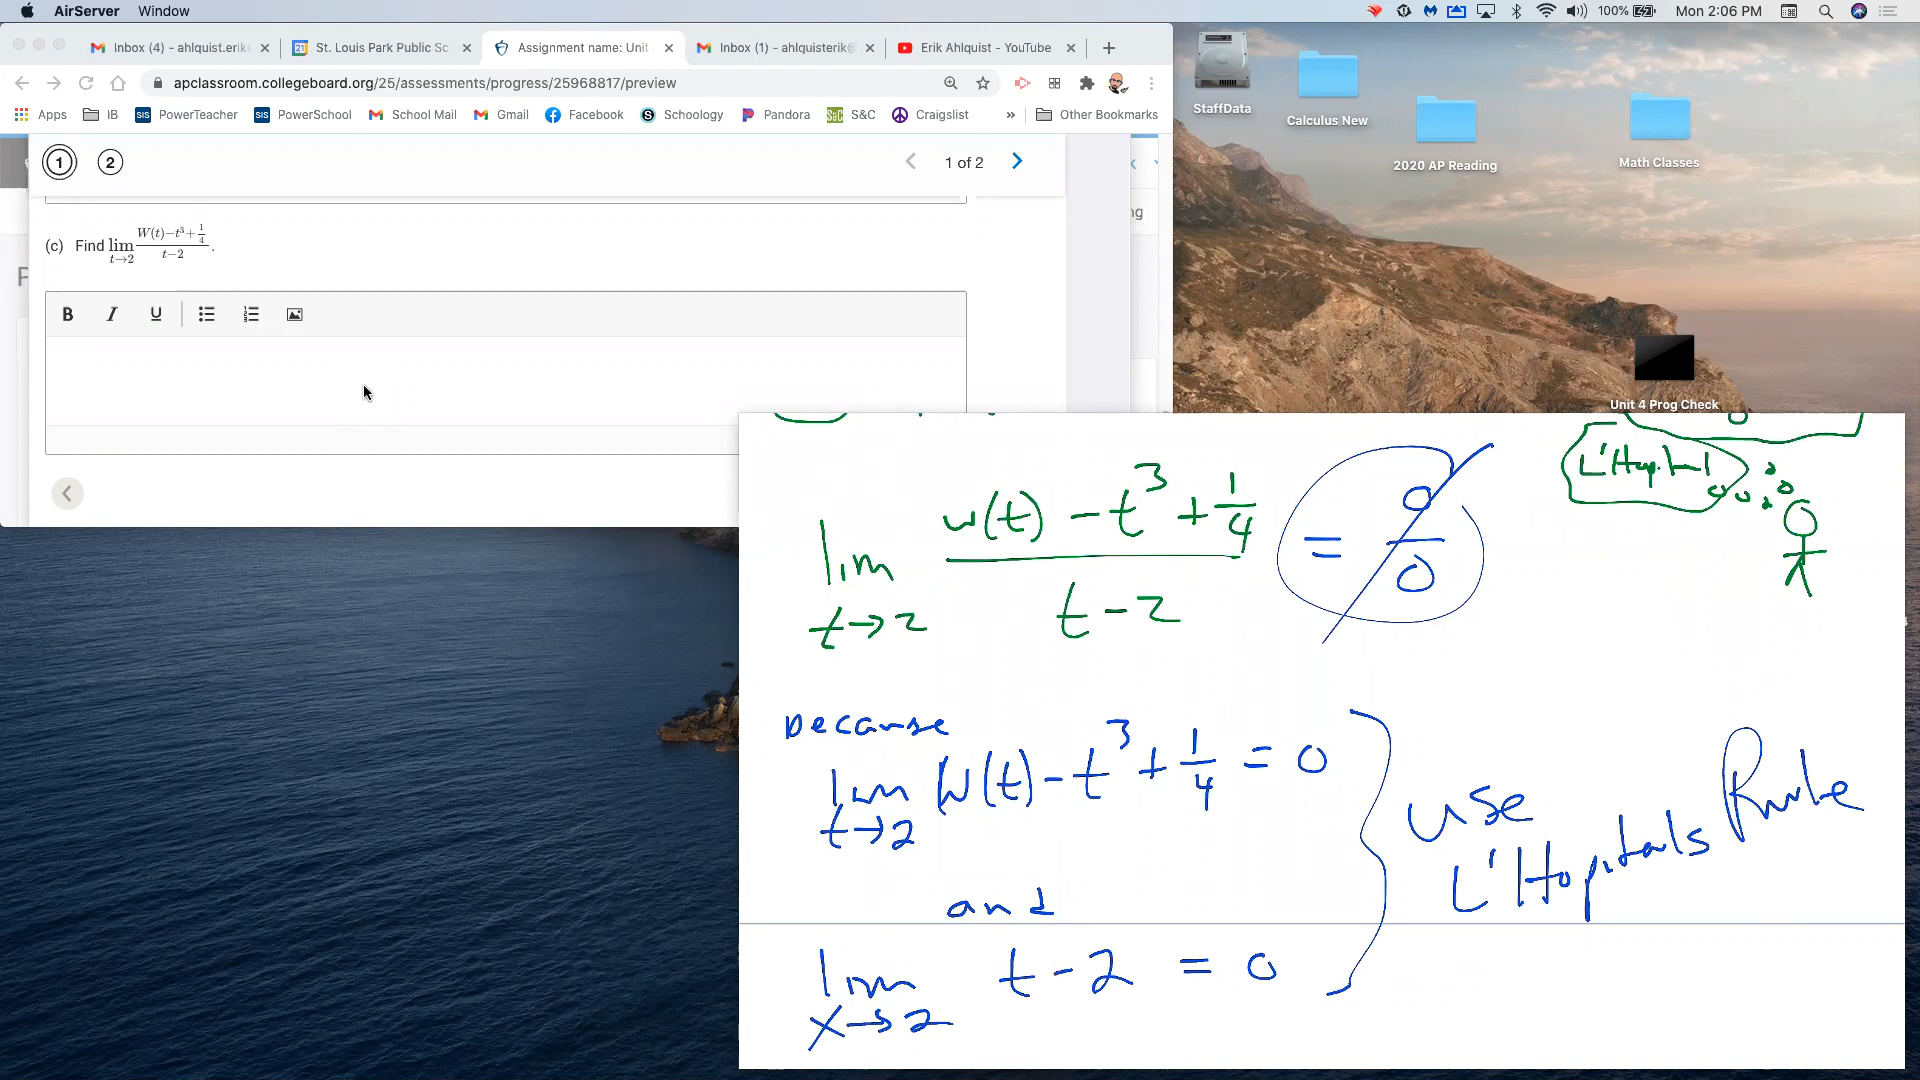 AirServer Window
100% Mon 2:06 PM
Inbox (4) - ahlquist.erik
St. Louis Park Public Sc
Assignment name: Unit
Inbox (1) - ahlquisterik@
Erik Ahlquist - YouTube
apclassroom.collegeboard.org/25/assessments/progress/25968817/preview
Apps IB PowerTeacher PowerSchool School Mail Gmail Facebook Schoology Pandora S&C Craigslist » Other Bookmarks
1 2
1 of 2
(c) Find lim t→2 W(t)−t³+1/4 / t−2 .
B I U
StaffData
Calculus New
2020 AP Reading
Math Classes
Unit 4 Prog Check
L'Hopital
lim t→2 w(t) − t³ + 1/4 / t−2 = 0/0
because
lim t→2 W(t) − t³ + 1/4 = 0
and
lim x→2 t−2 = 0
use
L'Hopitals Rule